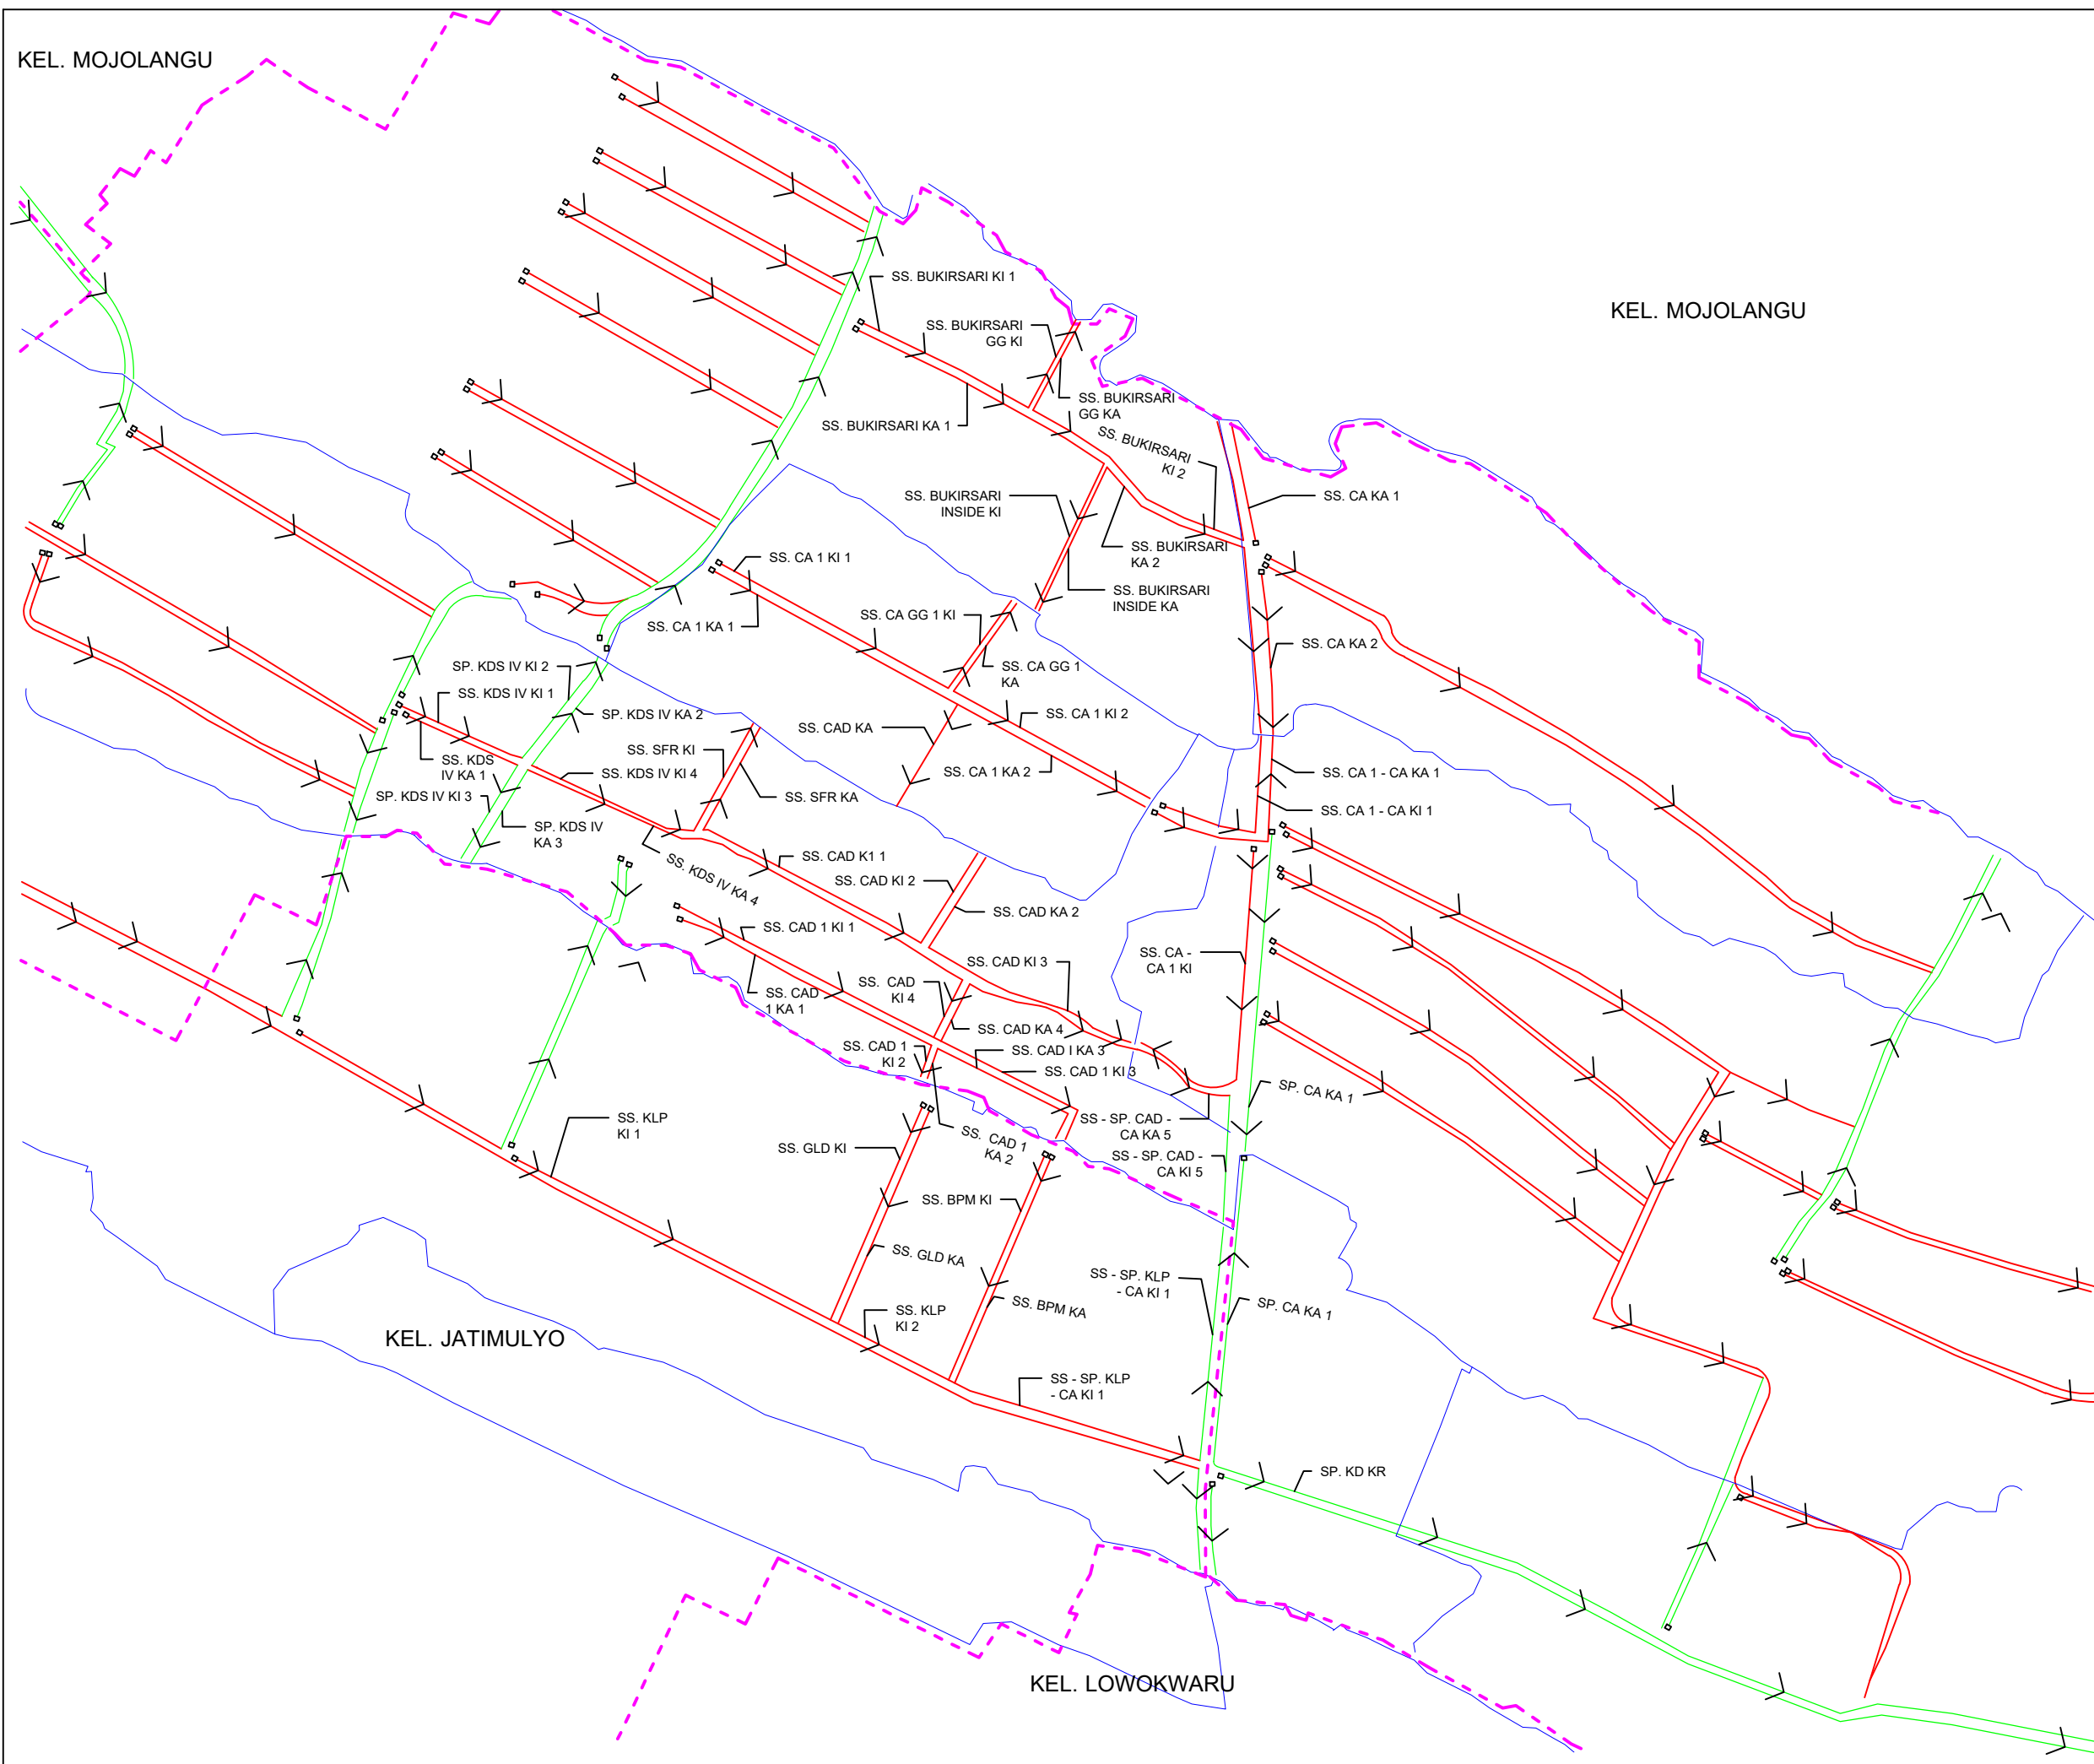 KEL. MOJOLANGU
SS. BUKIRSARI KI 1
KEL. MOJOLANGU
SS. BUKIRSARI
GG KI
SS. BUKIRSARI
GG KA
SS. BUKIRSARI KA 1
SS. BUKIRSARI
KI 2
SS. BUKIRSARI
INSIDE KI
SS. CA KA 1
SS. BUKIRSARI
KA 2
SS. CA 1 KI 1
SS. BUKIRSARI
INSIDE KA
SS. CA GG 1 KI
SS. CA 1 KA 1
SS. CA KA 2
SP. KDS IV KI 2
SS. CA GG 1
KA
SS. KDS IV KI 1
SP. KDS IV KA 2
SS. CA 1 KI 2
SS. CAD KA
SS. SFR KI
SS. KDS
IV KA 1
SS. KDS IV KI 4
SS. CA 1 KA 2
SS. CA 1 - CA KA 1
SP. KDS IV KI 3
SS. SFR KA
SS. CA 1 - CA KI 1
SP. KDS IV
KA 3
SS. CAD K1 1
SS. KDS IV KA 4
SS. CAD KI 2
SS. CAD KA 2
SS. CAD 1 KI 1
SS. CA -
CA 1 KI
SS. CAD KI 3
SS. CAD
KI 4
SS. CAD
1 KA 1
SS. CAD KA 4
SS. CAD 1
KI 2
SS. CAD I KA 3
SS. CAD 1 KI 3
SP. CA KA 1
SS. KLP
KI 1
SS - SP. CAD -
CA KA 5
SS. GLD KI
SS. CAD 1
KA 2
SS - SP. CAD -
CA KI 5
SS. BPM KI
SS. GLD KA
SS - SP. KLP
- CA KI 1
SS. BPM KA
SP. CA KA 1
SS. KLP
KI 2
KEL. JATIMULYO
SS - SP. KLP
- CA KI 1
SP. KD KR
KEL. LOWOKWARU